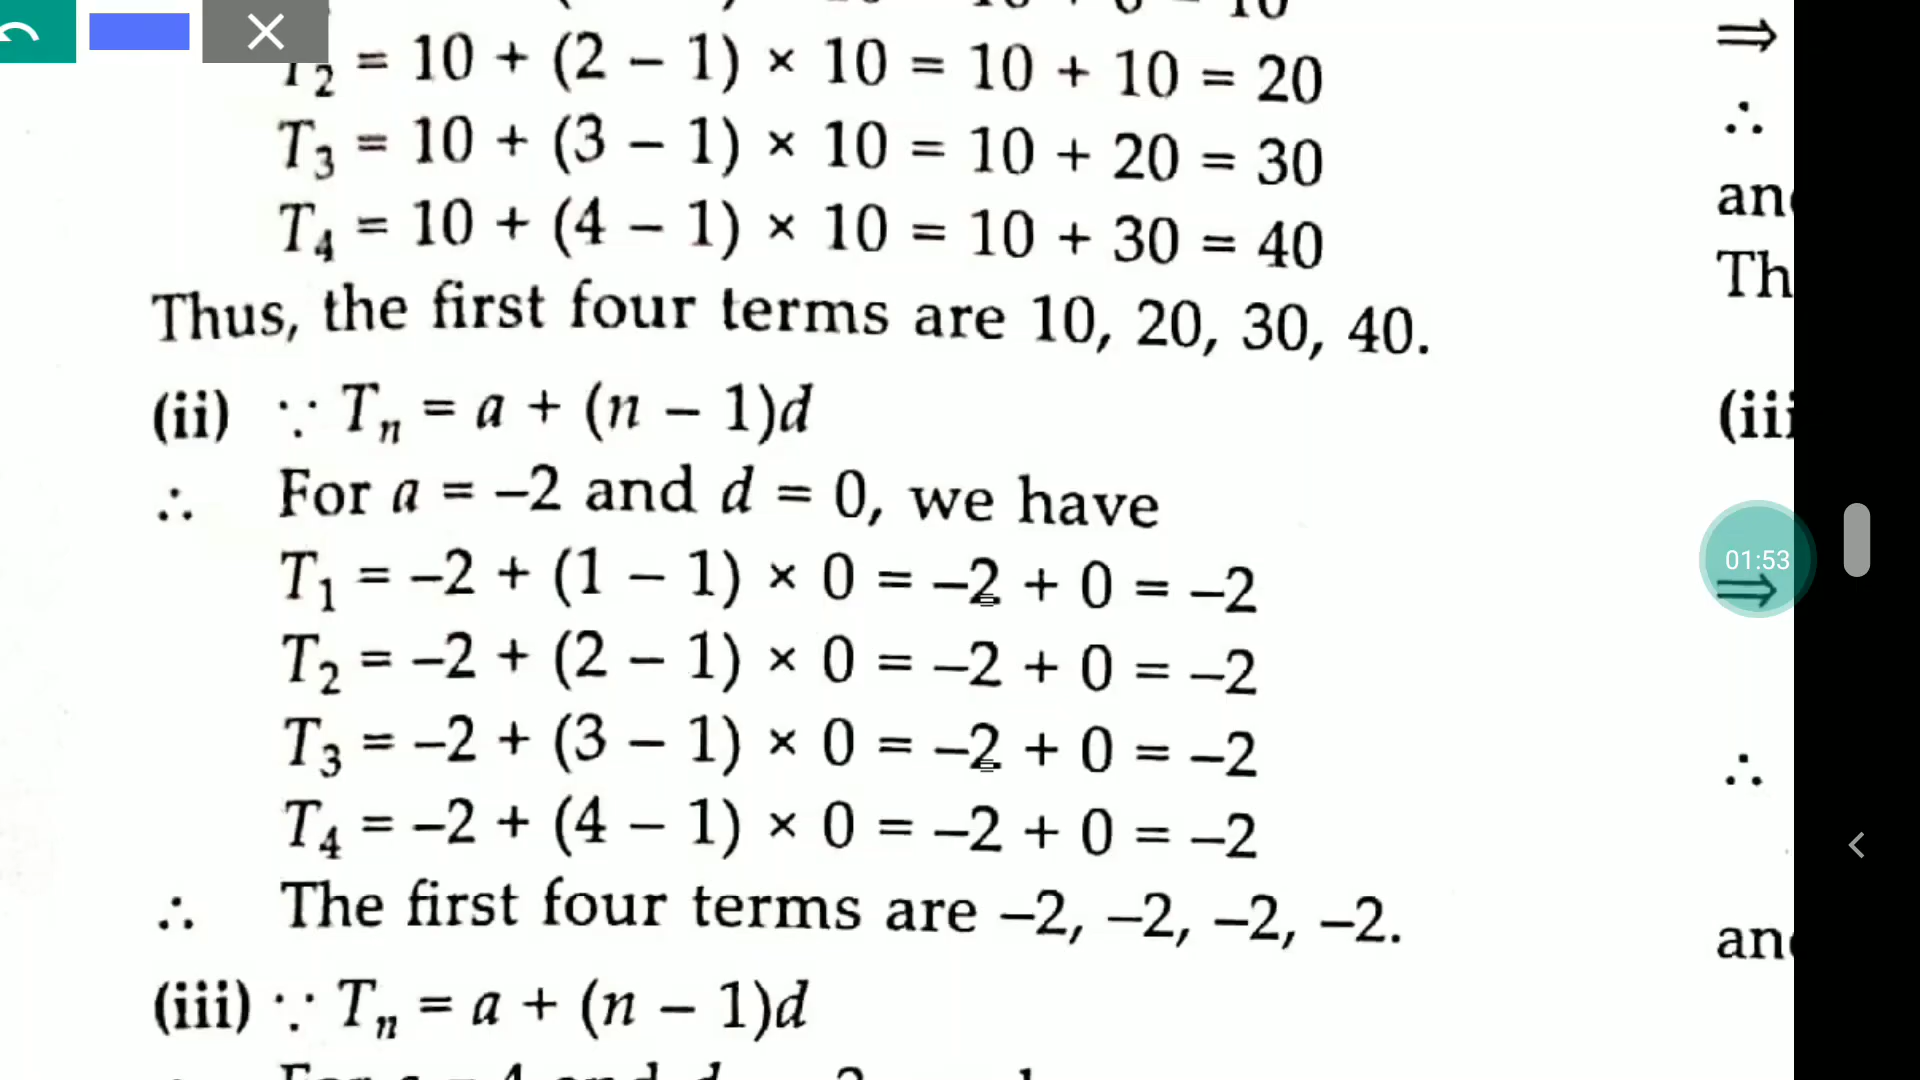 T₂ = 10 + (2 − 1) × 10 = 10 + 10 = 20
T₃ = 10 + (3 − 1) × 10 = 10 + 20 = 30
T₄ = 10 + (4 − 1) × 10 = 10 + 30 = 40
Thus, the first four terms are 10, 20, 30, 40.
(ii) ∵ Tₙ = a + (n − 1)d
∴ For a = −2 and d = 0, we have
T₁ = −2 + (1 − 1) × 0 = −2 + 0 = −2
T₂ = −2 + (2 − 1) × 0 = −2 + 0 = −2
T₃ = −2 + (3 − 1) × 0 = −2 + 0 = −2
T₄ = −2 + (4 − 1) × 0 = −2 + 0 = −2
∴ The first four terms are −2, −2, −2, −2.
(iii) ∵ Tₙ = a + (n − 1)d
⇒
∴
Th
(iii
01:53
⇒
∴